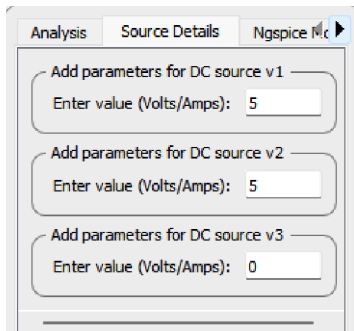 Analysis Source Details Ngspice
Add parameters for DC source v1
Enter value (Volts/Amps): 5
Add parameters for DC source v2
Enter value (Volts/Amps): 5
Add parameters for DC source v3
Enter value (Volts/Amps): 0